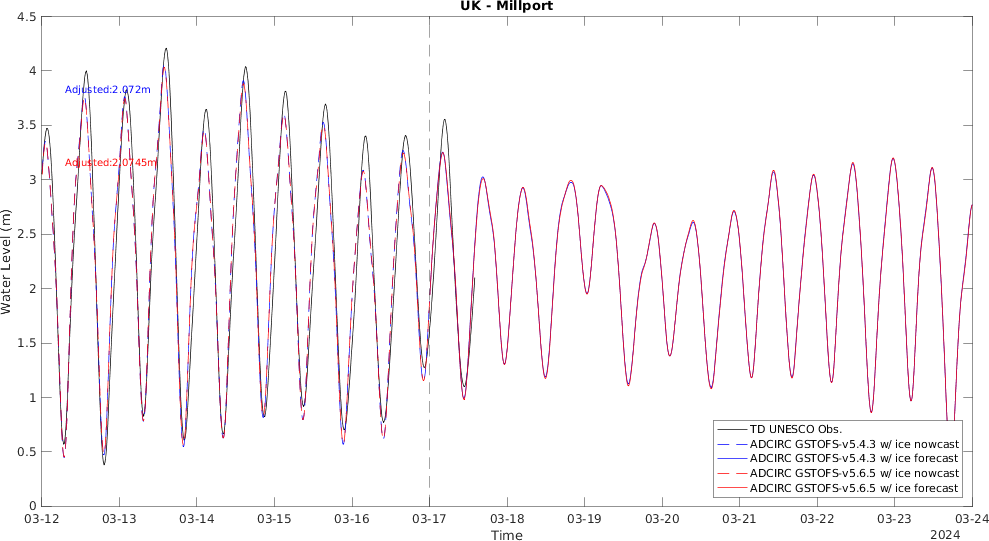 UK - Millport
4.5
4
3.5
3
2.5
2
1.5
1
0.5
0
Water Level (m)
Adjusted:2.072m
Adjusted:2.0745m
TD UNESCO Obs.
ADCIRC GSTOFS-v5.4.3 w/ ice nowcast
ADCIRC GSTOFS-v5.4.3 w/ ice forecast
ADCIRC GSTOFS-v5.6.5 w/ ice nowcast
ADCIRC GSTOFS-v5.6.5 w/ ice forecast
03-12 03-13 03-14 03-15 03-16 03-17 03-18 03-19 03-20 03-21 03-22 03-23 03-24
Time
2024